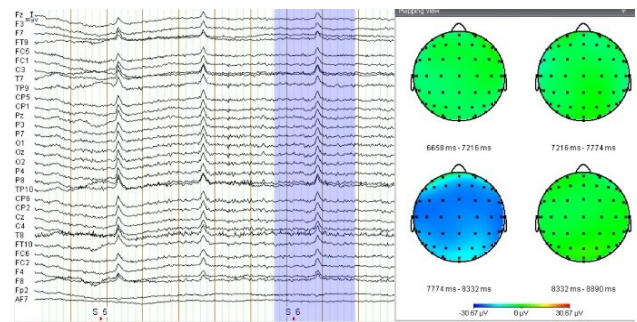 Mapping View
Fz
F3
F7
FT9
FC5
FC1
C3
T7
TP9
CP5
CP1
Pz
P3
P7
O1
Oz
O2
P4
P8
TP10
CP6
CP2
Cz
C4
T8
FT10
FC6
FC2
F4
F8
Fp2
AF7
S 5
S 6
6658 ms - 7216 ms
7216 ms - 7774 ms
7774 ms - 8332 ms
8332 ms - 8890 ms
-30.67 µV 0 µV 30.67 µV